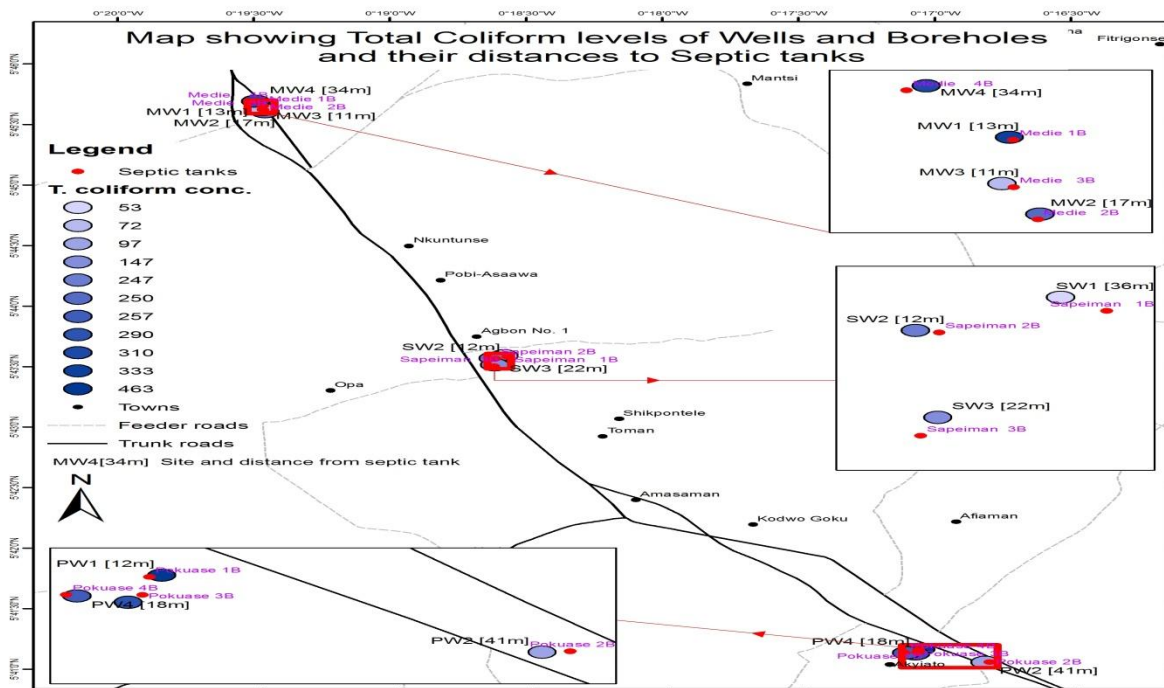 0°20'0"W 0°19'30"W 0°19'0"W 0°18'30"W 0°18'0"W 0°17'30"W 0°17'0"W 0°16'30"W
Map showing Total Coliform levels of Wells and Boreholes
and their distances to Septic tanks
Fitrigonse
Mantsi
MW4 [34m]
Medie 1B
Medie 2B
MW1 [13m]
MW3 [11m]
MW2 [17m]
Legend
Septic tanks
T. coliform conc.
53
72
97
147
247
250
257
290
310
333
463
Towns
Feeder roads
Trunk roads
MW4[34m] Site and distance from septic tank
N
Nkuntunse
Pobi-Asaawa
Agbon No. 1
SW2 [12m]
Sapeiman 2B
Sapeiman
Sapeiman 1B
SW3 [22m]
Opa
Shikpontele
Toman
Amasaman
Kodwo Goku
Afiaman
Medie 4B
MW4 [34m]
MW1 [13m]
Medie 1B
MW3 [11m]
Medie 3B
MW2 [17m]
Medie 2B
SW1 [36m]
Sapeiman 1B
SW2 [12m]
Sapeiman 2B
SW3 [22m]
Sapeiman 3B
PW1 [12m]
Pokuase 1B
Pokuase 4B
Pokuase 3B
PW4 [18m]
PW2 [41m]
Pokuase 2B
PW4 [18m]
Pokuase
Pokuase 2B
Akyiato
PW2 [41m]